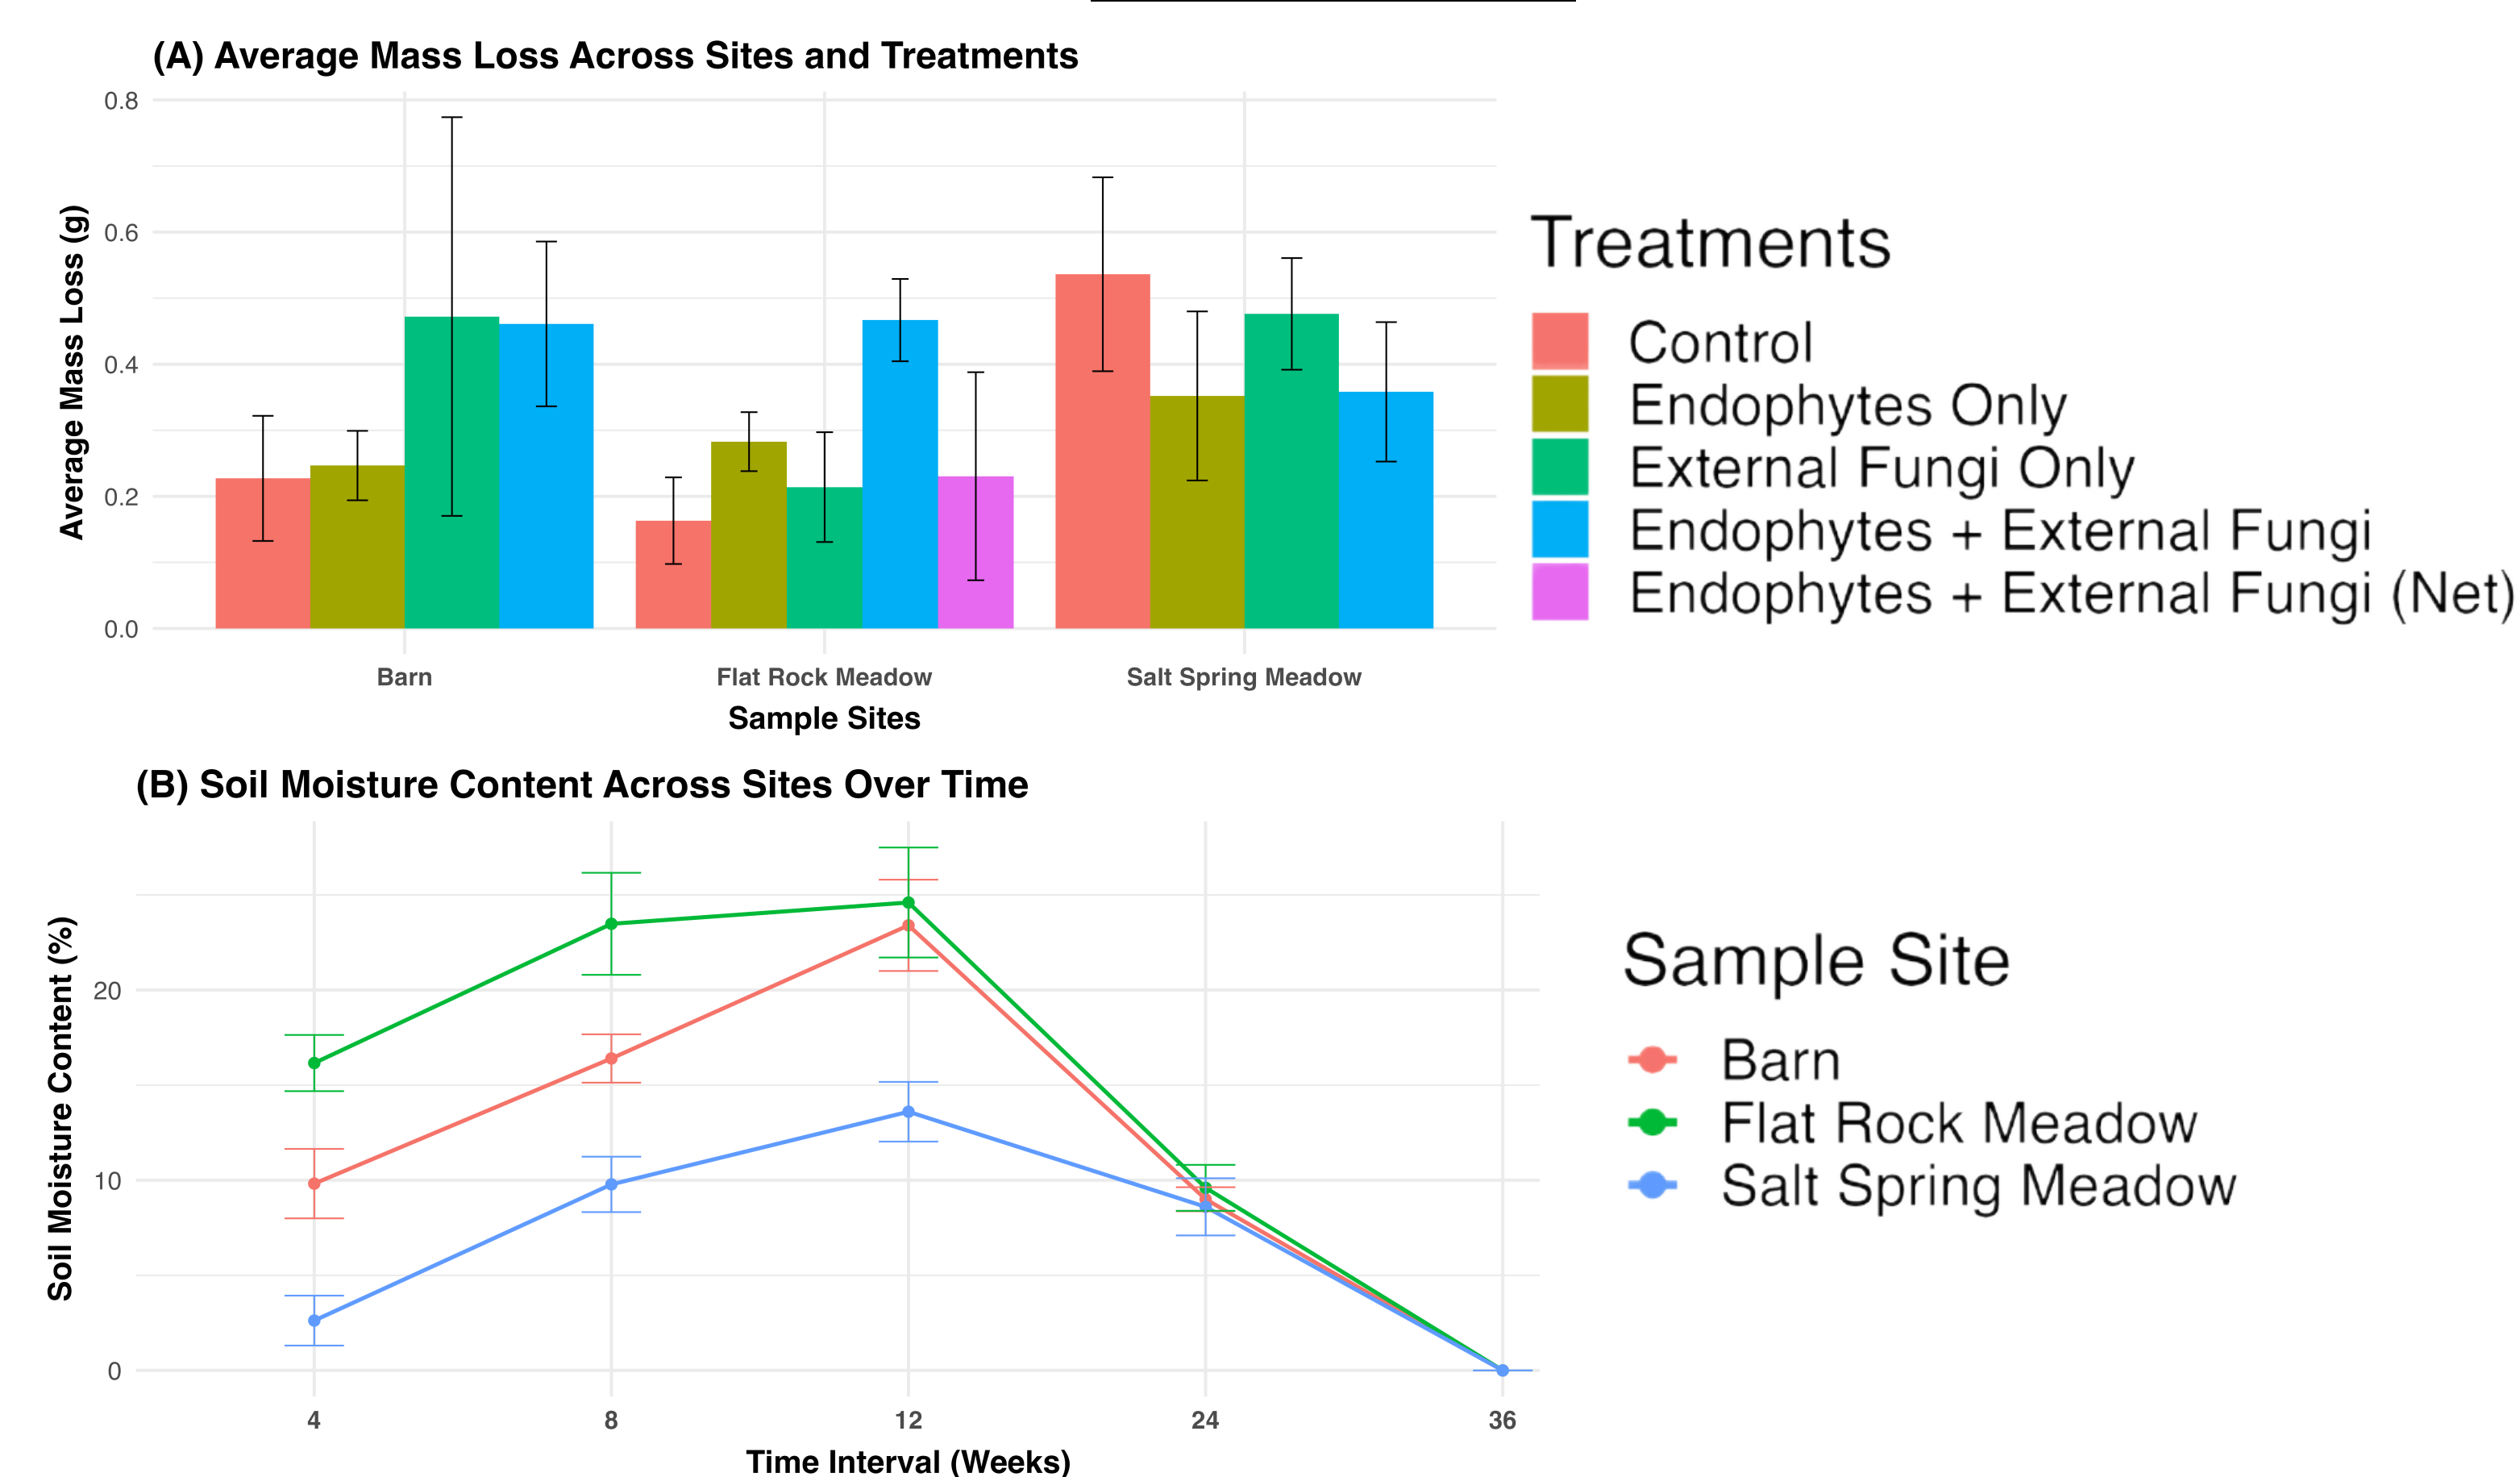 (A) Average Mass Loss Across Sites and Treatments
Average Mass Loss (g)
0.8
0.6
0.4
0.2
0.0
Barn
Flat Rock Meadow
Salt Spring Meadow
Sample Sites
Treatments
Control
Endophytes Only
External Fungi Only
Endophytes + External Fungi
Endophytes + External Fungi (Net)
(B) Soil Moisture Content Across Sites Over Time
Soil Moisture Content (%)
20
10
0
4
8
12
24
36
Time Interval (Weeks)
Sample Site
Barn
Flat Rock Meadow
Salt Spring Meadow